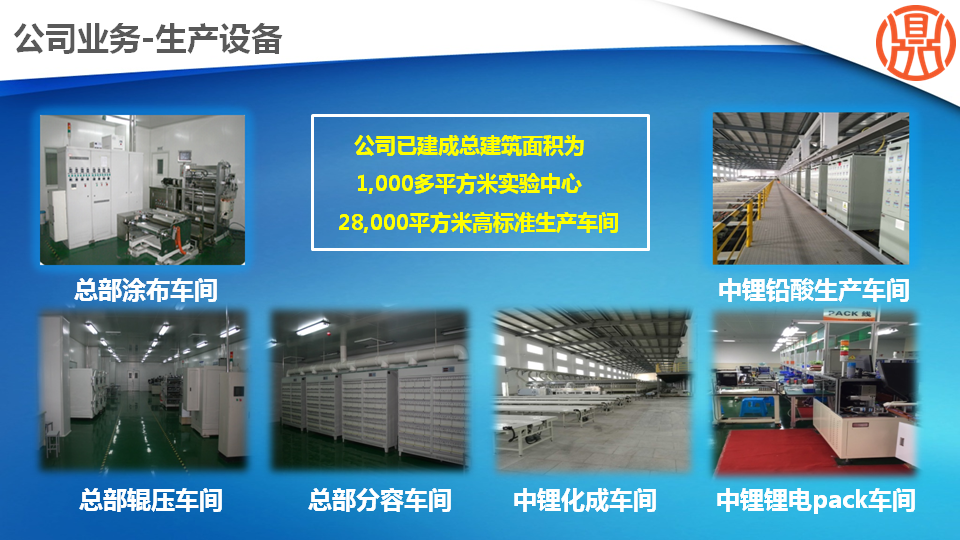 公司业务-生产设备
鼎
公司已建成总建筑面积为
1,000多平方米实验中心
28,000平方米高标准生产车间
总部涂布车间
中锂铅酸生产车间
PACK 线
总部辊压车间
总部分容车间
中锂化成车间
中锂锂电pack车间